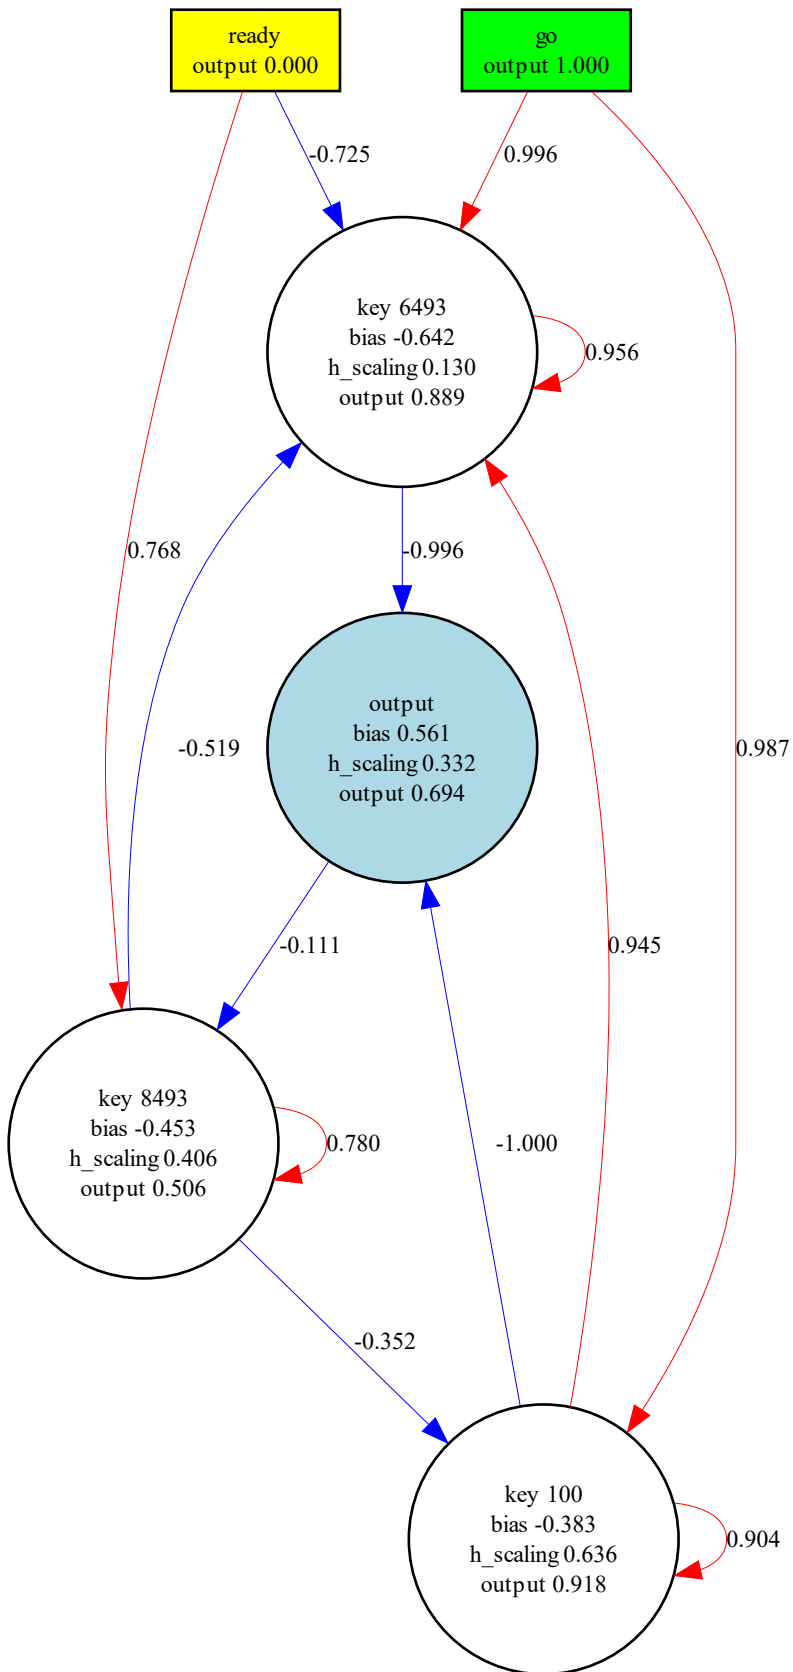 ready
output 0.000
go
output 1.000
-0.725
0.996
key 6493
bias -0.642
h_scaling 0.130
output 0.889
0.956
0.768
-0.996
output
bias 0.561
h_scaling 0.332
output 0.694
-0.519
0.987
-0.111
0.945
key 8493
bias -0.453
h_scaling 0.406
output 0.506
0.780
-1.000
-0.352
key 100
bias -0.383
h_scaling 0.636
output 0.918
0.904